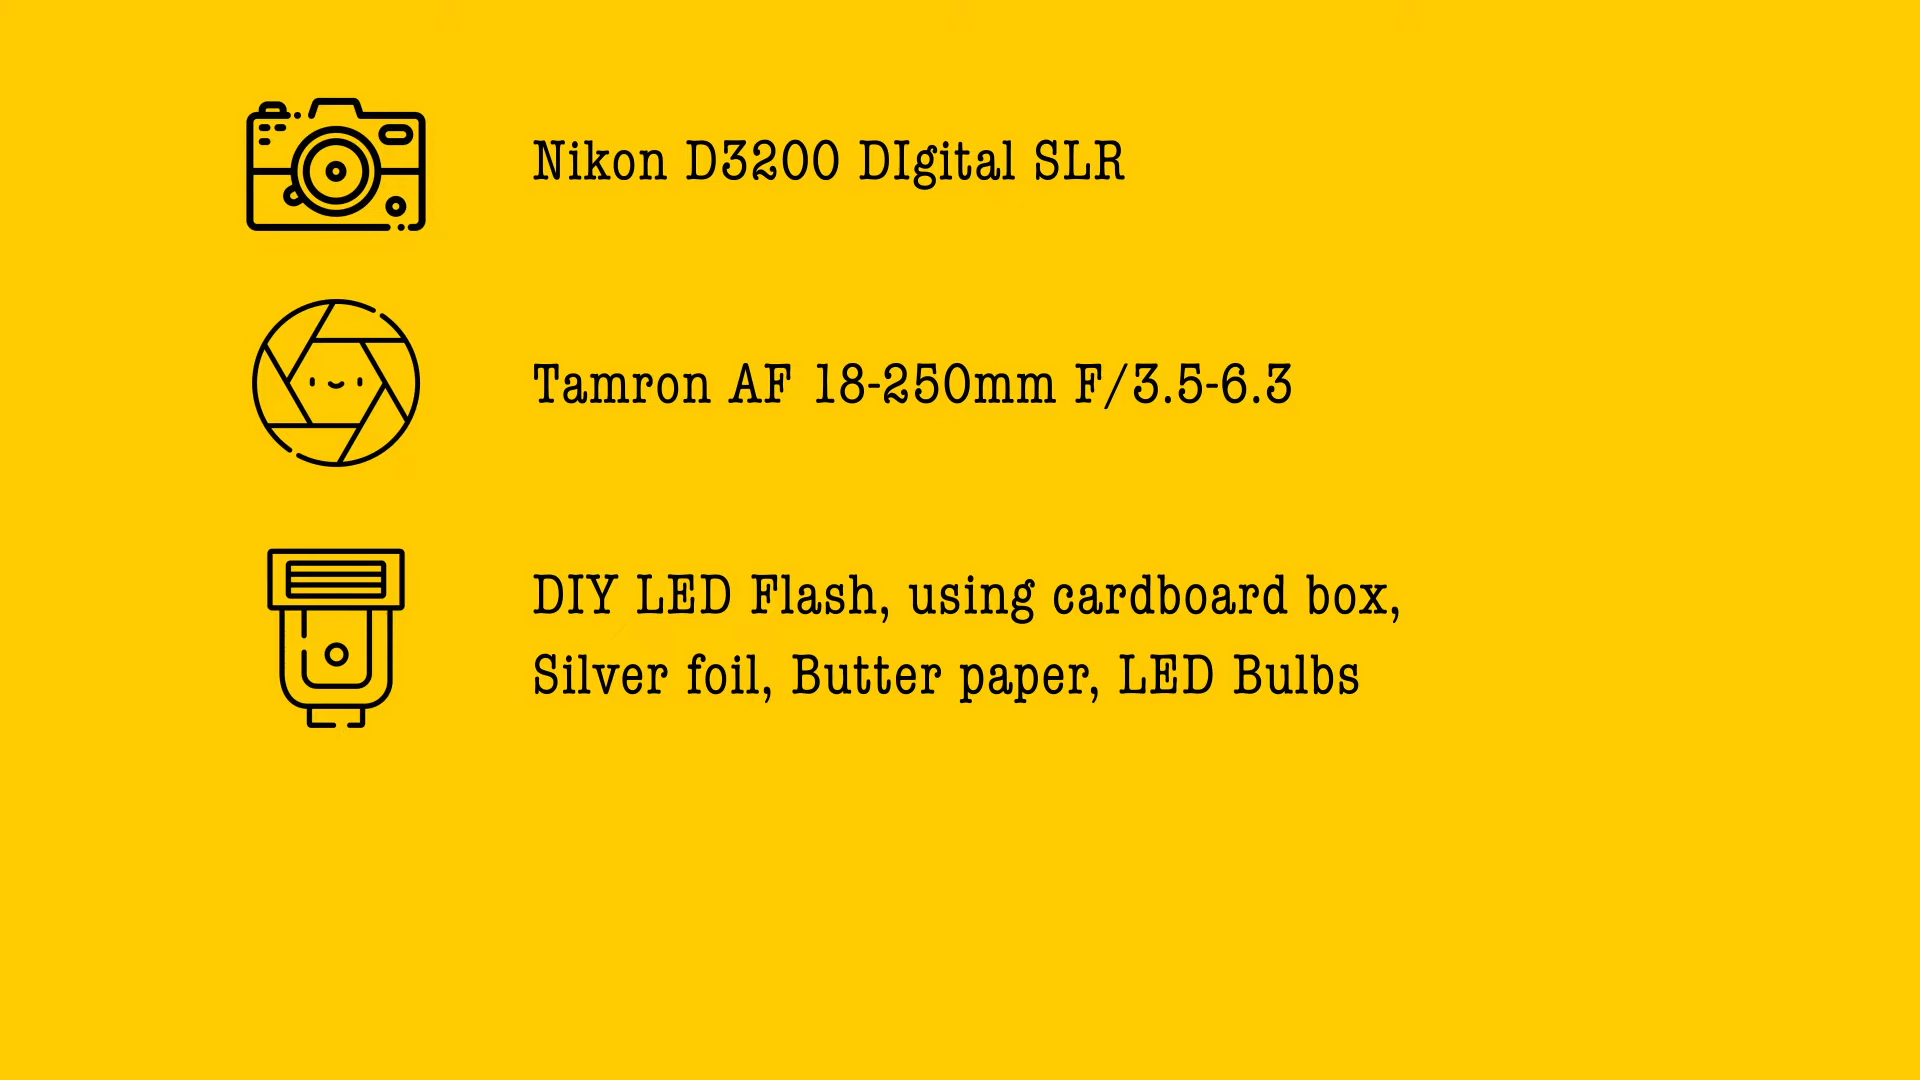 Nikon D3200 DIgital SLR
Tamron AF 18-250mm F/3.5-6.3
DIY LED Flash, using cardboard box,
Silver foil, Butter paper, LED Bulbs